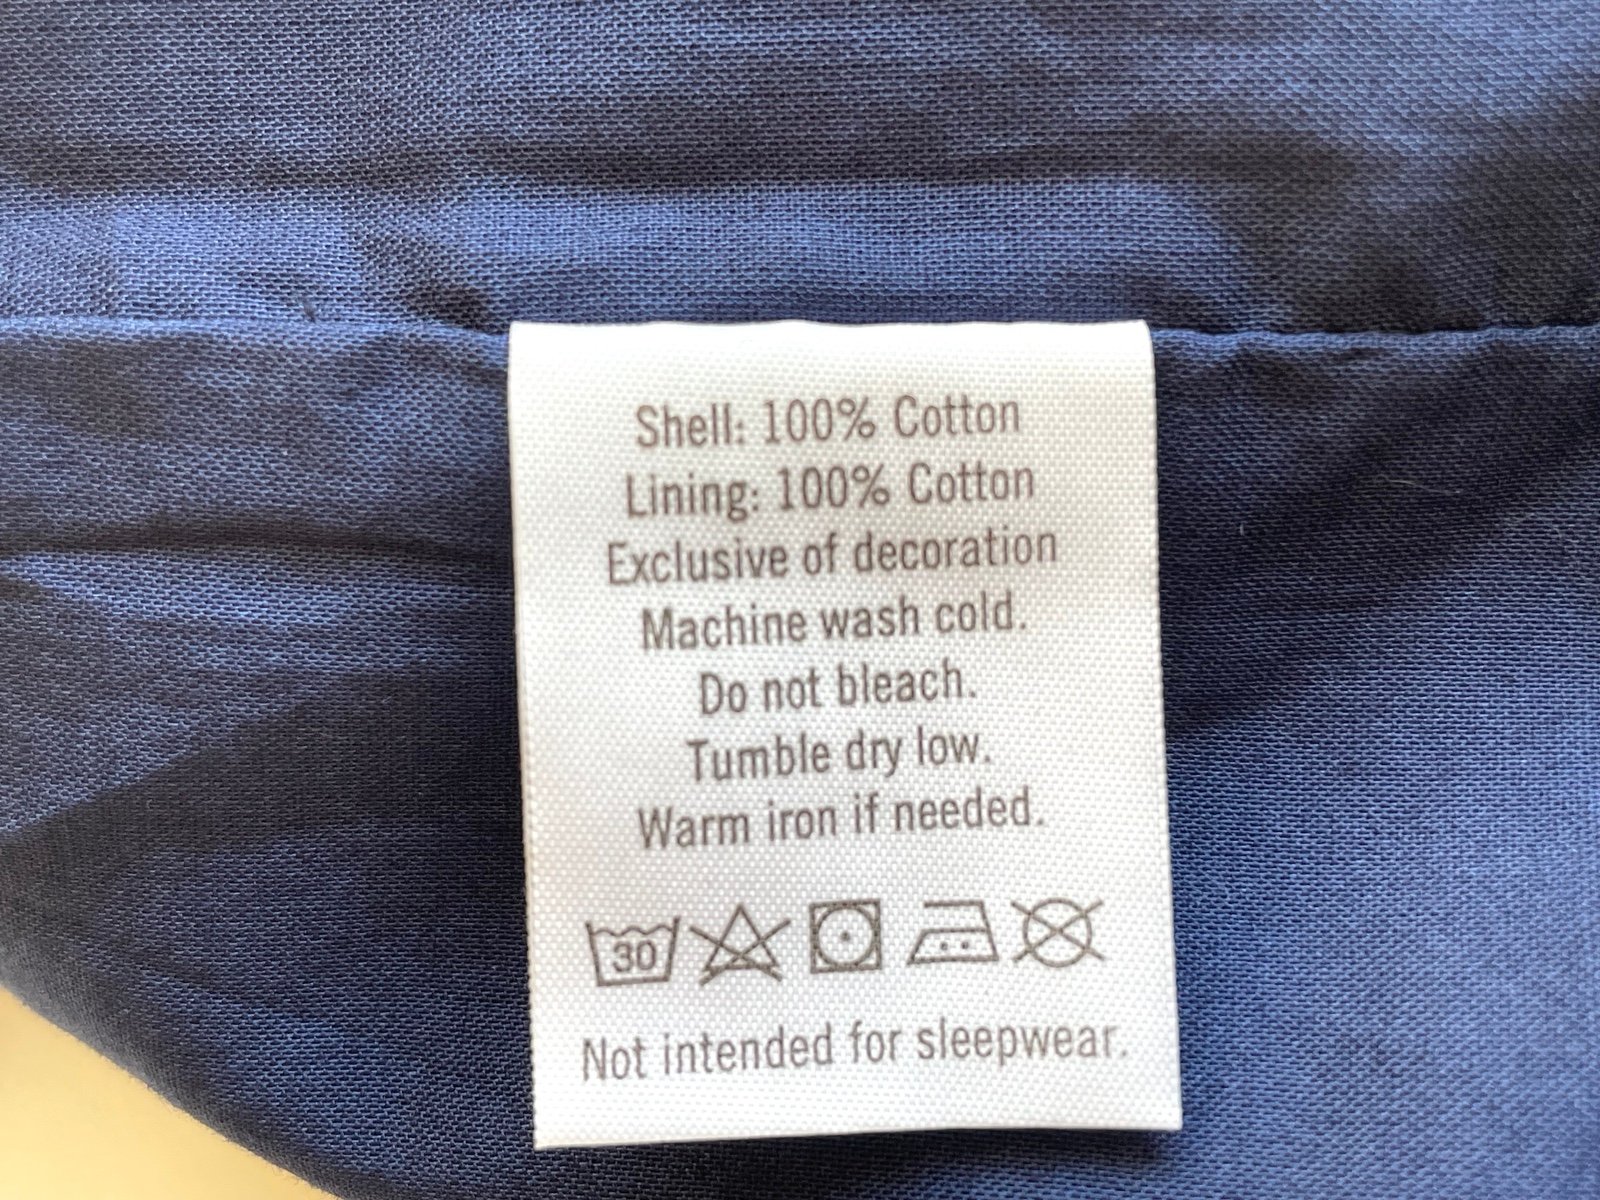 Shell: 100% Cotton
Lining: 100% Cotton
Exclusive of decoration
Machine wash cold.
Do not bleach.
Tumble dry low.
Warm iron if needed.
30
Not intended for sleepwear.